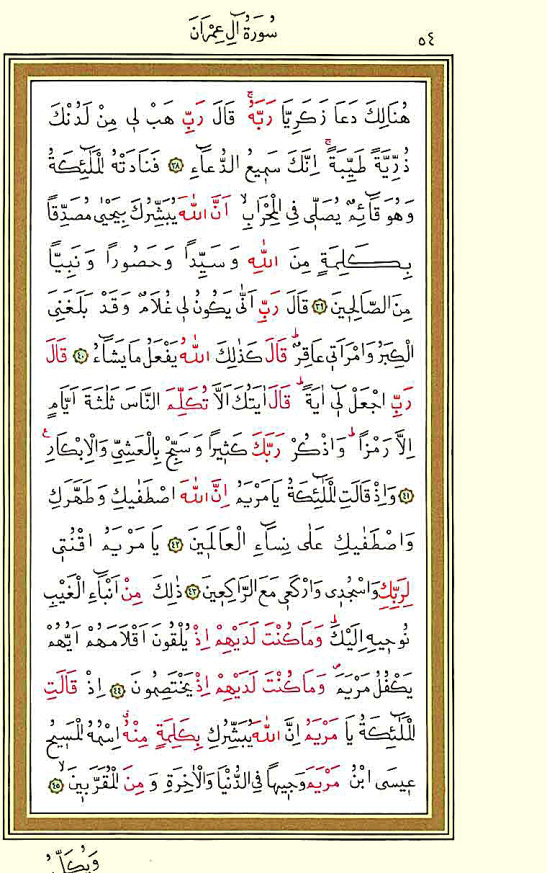 سُورَةُ اٰلِ عِمْرَانَ
٥٤
هُنَالِكَ دَعَا زَكَرِيَّا رَبَّهُۚ قَالَ رَبِّ هَبْ لٖى مِنْ لَدُنْكَ
ذُرِّيَّةً طَيِّبَةًۚ اِنَّكَ سَمٖيعُ الدُّعَٓاءِ ﴿٣٨﴾ فَنَادَتْهُ الْمَلٰٓئِكَةُ
وَهُوَ قَٓائِمٌ يُصَلّٖى فِى الْمِحْرَابِۙ اَنَّ اللّٰهَ يُبَشِّرُكَ بِيَحْيٰى مُصَدِّقاً
بِكَلِمَةٍ مِنَ اللّٰهِ وَسَيِّداً وَحَصُوراً وَنَبِيًّا
مِنَ الصَّالِحٖينَ ﴿٣٩﴾ قَالَ رَبِّ اَنّٰى يَكُونُ لٖى غُلَامٌ وَقَدْ بَلَغَنِىَ
الْكِبَرُ وَامْرَاَتٖى عَاقِرٌؕ قَالَ كَذٰلِكَ اللّٰهُ يَفْعَلُ مَا يَشَٓاءُ ﴿٤٠﴾ قَالَ
رَبِّ اجْعَلْ لٖٓى اٰيَةًؕ قَالَ اٰيَتُكَ اَلَّا تُكَلِّمَ النَّاسَ ثَلٰثَةَ اَيَّامٍ
اِلَّا رَمْزاًؕ وَاذْكُرْ رَبَّكَ كَثٖيراً وَسَبِّحْ بِالْعَشِىِّ وَالْاِبْكَارِࣖ
﴿٤١﴾ وَاِذْ قَالَتِ الْمَلٰٓئِكَةُ يَا مَرْيَمُ اِنَّ اللّٰهَ اصْطَفٰيكِ وَطَهَّرَكِ
وَاصْطَفٰيكِ عَلٰى نِسَٓاءِ الْعَالَمٖينَ ﴿٤٢﴾ يَا مَرْيَمُ اقْنُتٖى
لِرَبِّكِ وَاسْجُدٖى وَارْكَعٖى مَعَ الرَّاكِعٖينَ ﴿٤٣﴾ ذٰلِكَ مِنْ اَنْبَٓاءِ الْغَيْبِ
نُوحٖيهِ اِلَيْكَؕ وَمَا كُنْتَ لَدَيْهِمْ اِذْ يُلْقُونَ اَقْلَامَهُمْ اَيُّهُمْ
يَكْفُلُ مَرْيَمَࣕ وَمَا كُنْتَ لَدَيْهِمْ اِذْ يَخْتَصِمُونَ ﴿٤٤﴾ اِذْ قَالَتِ
الْمَلٰٓئِكَةُ يَا مَرْيَمُ اِنَّ اللّٰهَ يُبَشِّرُكِ بِكَلِمَةٍ مِنْهُࣗ اِسْمُهُ الْمَسٖيحُ
عٖيسَى ابْنُ مَرْيَمَ وَجٖيهاً فِى الدُّنْيَا وَالْاٰخِرَةِ وَمِنَ الْمُقَرَّبٖينَۙ ﴿٤٥﴾
وَيُكَلِّمُ